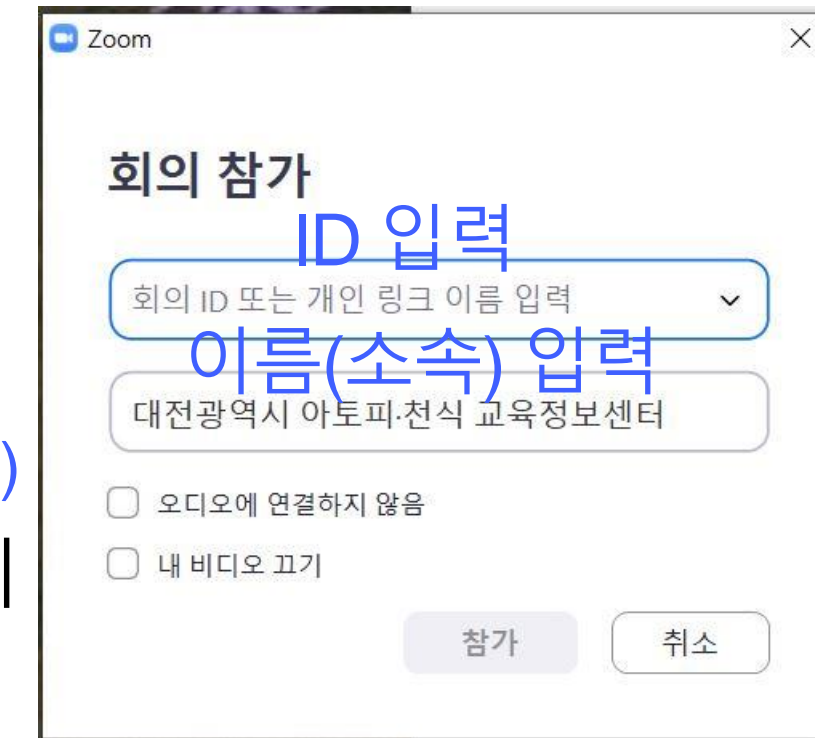 Zoom
회의 참가
ID 입력
회의 ID 또는 개인 링크 이름 입력
이름(소속) 입력
대전광역시 아토피·천식 교육정보센터
)
오디오에 연결하지 않음
내 비디오 끄기
참가 취소